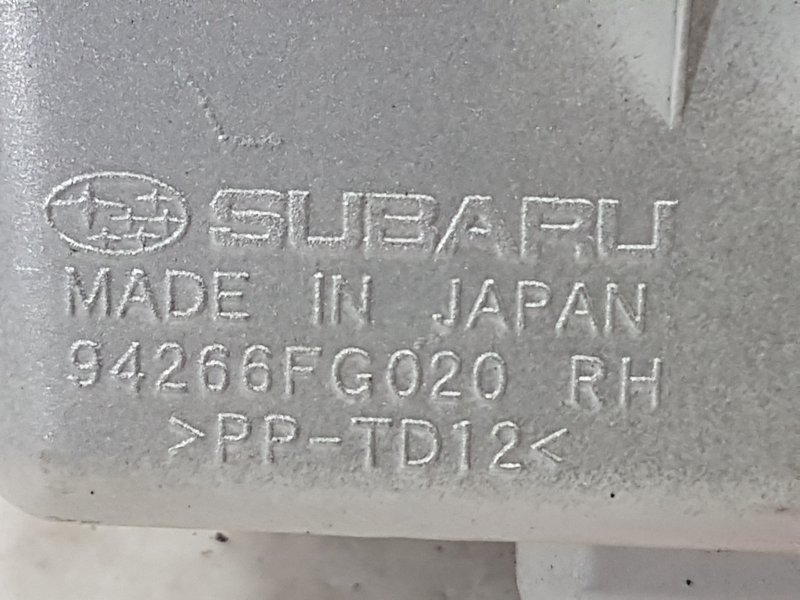 SUBARU
MADE IN JAPAN
94266FG020 RH
>PP-TD12<